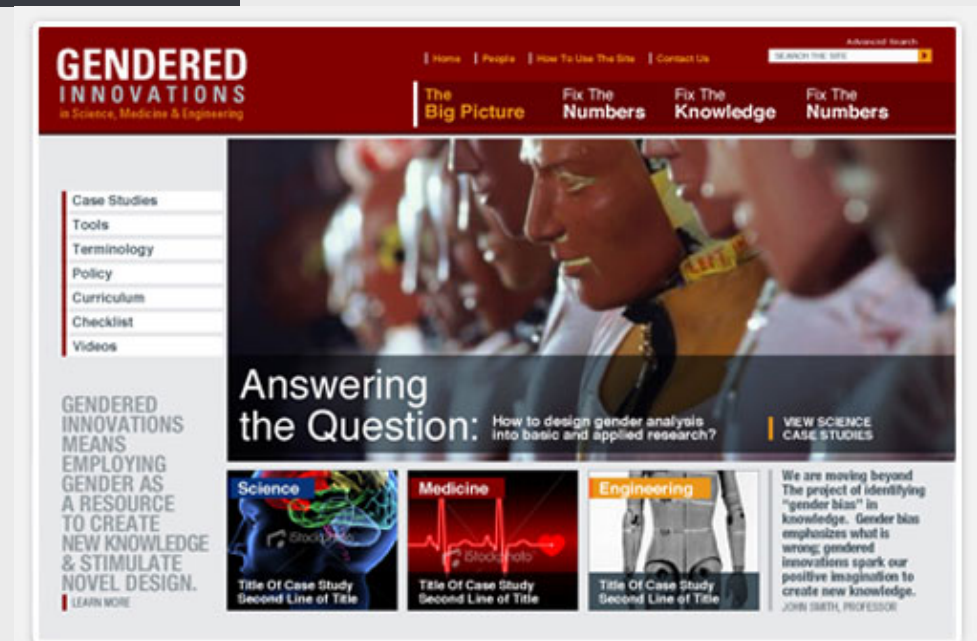 GENDERED
INNOVATIONS
in Science, Medicine & Engineering
Home
People
How To Use The Site
Contact Us
Advanced Search
SEARCH THE SITE
The
Big Picture
Fix The
Numbers
Fix The
Knowledge
Fix The
Numbers
Case Studies
Tools
Terminology
Policy
Curriculum
Checklist
Videos
GENDERED
INNOVATIONS
MEANS
EMPLOYING
GENDER AS
A RESOURCE
TO CREATE
NEW KNOWLEDGE
& STIMULATE
NOVEL DESIGN.
LEARN MORE
LEFT
Answering
the Question:
How to design gender analysis
into basic and applied research?
VIEW SCIENCE
CASE STUDIES
Science
iStockphoto
Title Of Case Study
Second Line of Title
Medicine
iStockphoto
Title Of Case Study
Second Line of Title
Engineering
Title Of Case Study
Second Line of Title
We are moving beyond
The project of identifying
"gender bias" in
knowledge. Gender bias
emphasizes what is
wrong; gendered
innovations spark our
positive imagination to
create new knowledge.
JOHN SMITH, PROFESSOR